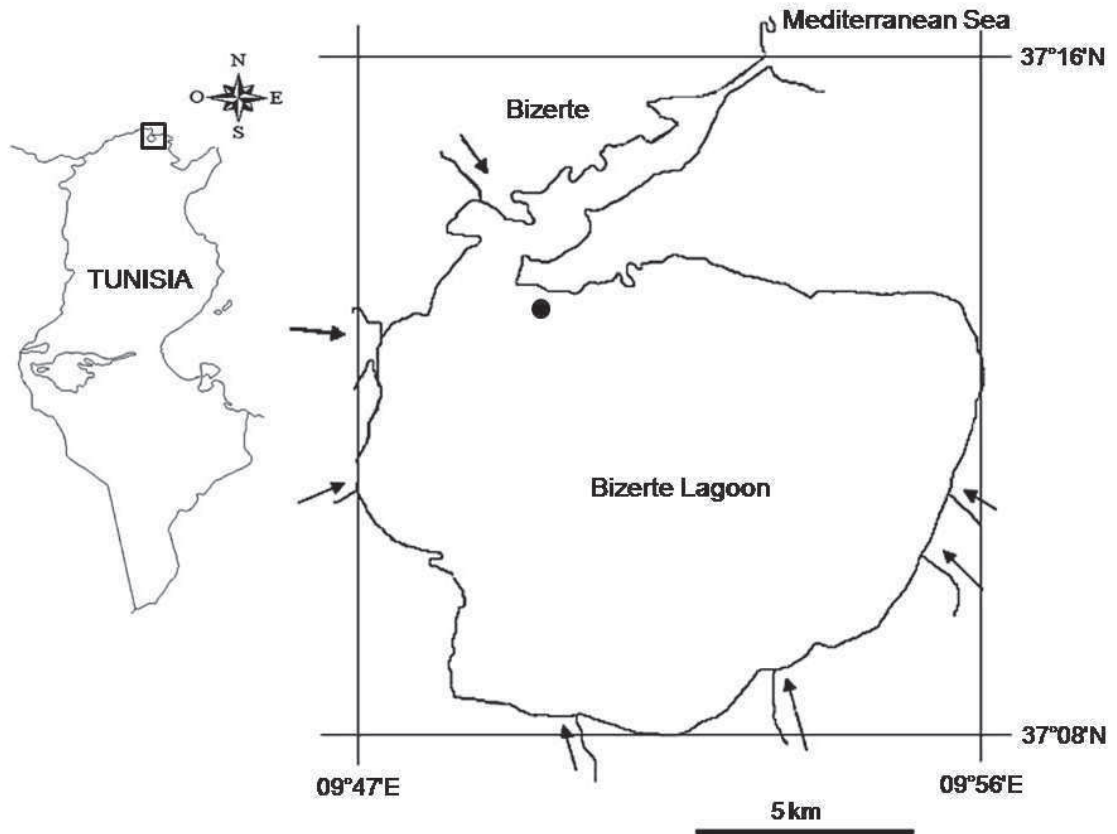 Mediterranean Sea
37°16'N
N
O
E
S
Bizerte
TUNISIA
Bizerte Lagoon
37°08'N
09°47'E
09°56'E
5 km